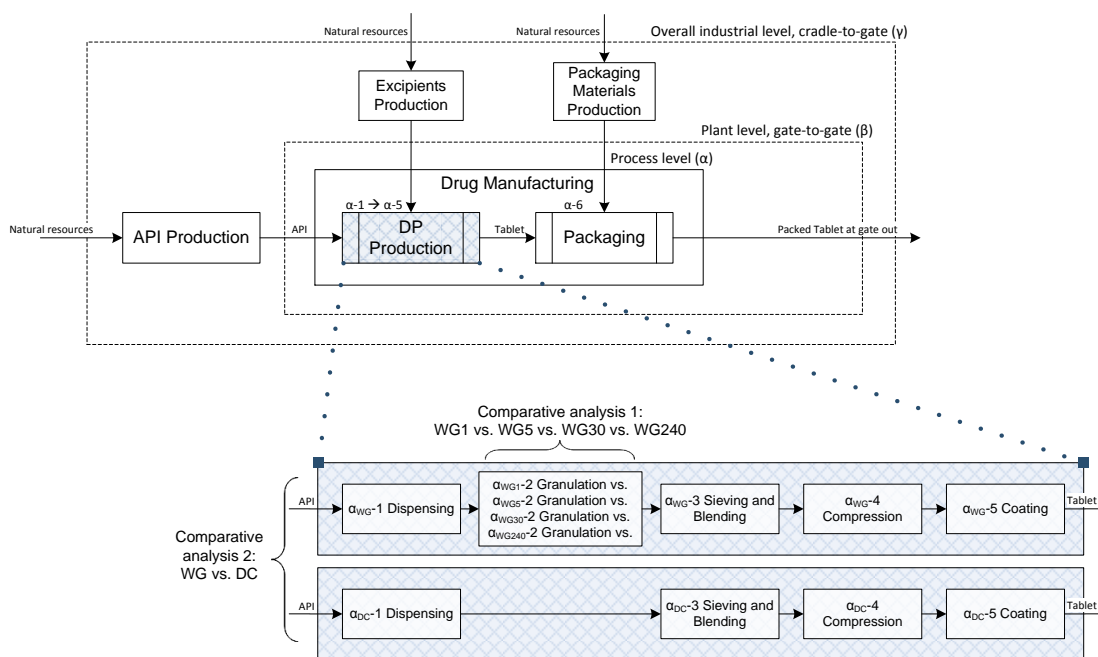 Natural resources
Natural resources
Overall industrial level, cradle-to-gate (γ)
Excipients
Production
Packaging
Materials
Production
Plant level, gate-to-gate (β)
Process level (α)
Drug Manufacturing
α-1 → α-5
α-6
Natural resources
API Production
API
DP
Production
Tablet
Packaging
Packed Tablet at gate out
Comparative analysis 1:
WG1 vs. WG5 vs. WG30 vs. WG240
Comparative
analysis 2:
WG vs. DC
API
αWG-1 Dispensing
αWG1-2 Granulation vs.
αWG5-2 Granulation vs.
αWG30-2 Granulation vs.
αWG240-2 Granulation vs.
αWG-3 Sieving and
Blending
αWG-4
Compression
αWG-5 Coating
Tablet
API
αDC-1 Dispensing
αDC-3 Sieving and
Blending
αDC-4
Compression
αDC-5 Coating
Tablet